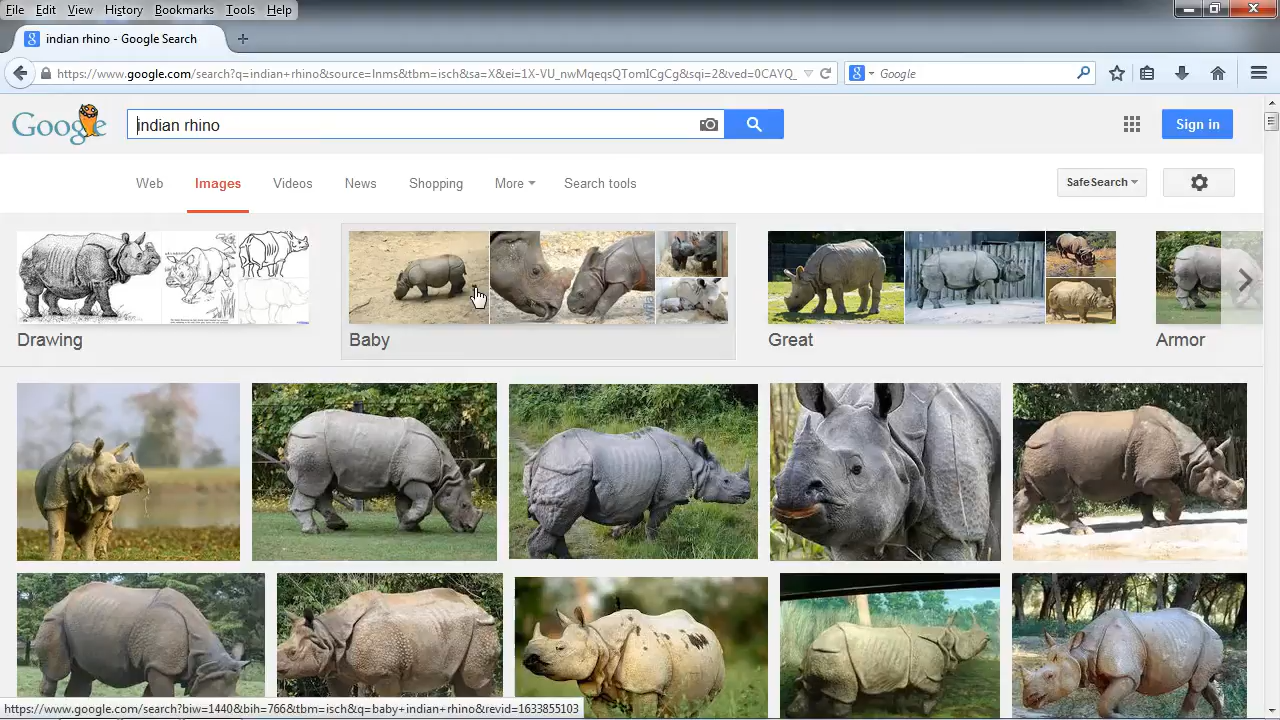 File Edit View History Bookmarks Tools Help
indian rhino - Google Search
https://www.google.com/search?q=indian+rhino&source=lnms&tbm=isch&sa=X&ei=1X-VU_nwMqeqsQTomICgCg&sqi=2&ved=0CAYQ_
Google
Google
indian rhino
Sign in
Web Images Videos News Shopping More Search tools
SafeSearch
Drawing Baby Great Armor
https://www.google.com/search?biw=1440&bih=766&tbm=isch&q=baby+indian+rhino&revid=1633855103